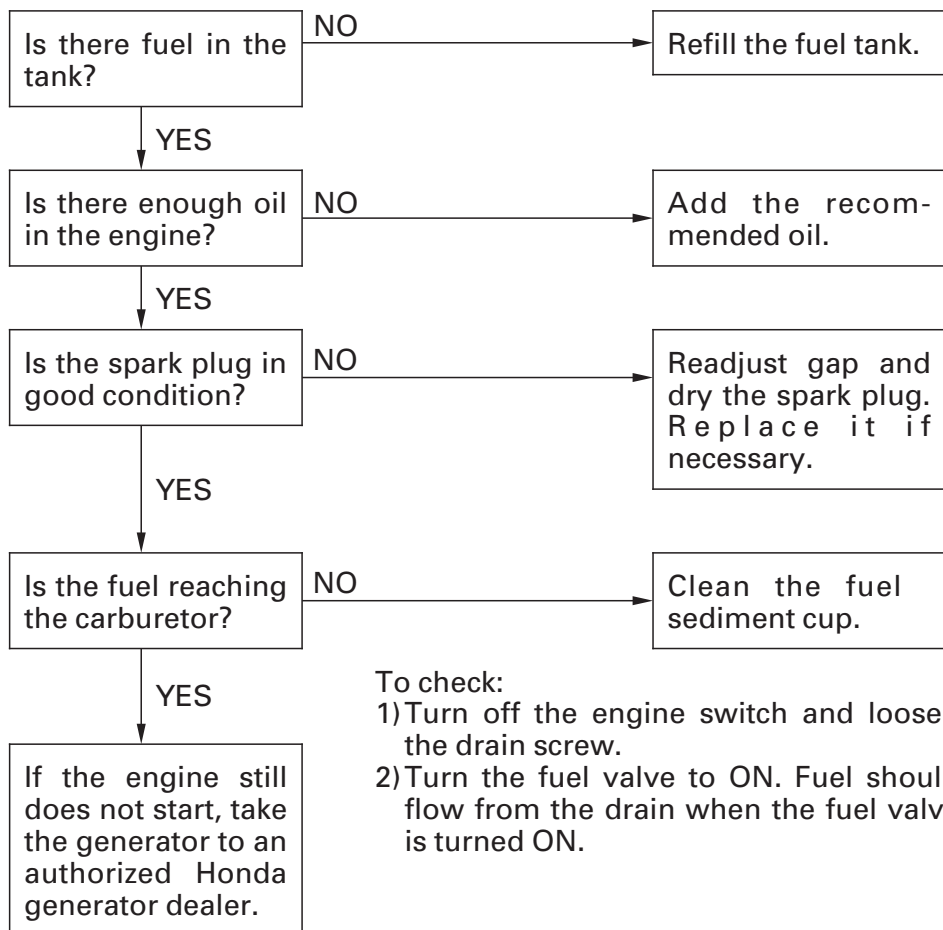 Is there fuel in the
tank?
NO
Refill the fuel tank.
YES
Is there enough oil
in the engine?
NO
Add the recom-
mended oil.
YES
Is the spark plug in
good condition?
NO
Readjust gap and
dry the spark plug.
Replace it if
necessary.
YES
Is the fuel reaching
the carburetor?
NO
Clean the fuel
sediment cup.
YES
To check:
1) Turn off the engine switch and loose
the drain screw.
2) Turn the fuel valve to ON. Fuel shoul
flow from the drain when the fuel valv
is turned ON.
If the engine still
does not start, take
the generator to an
authorized Honda
generator dealer.